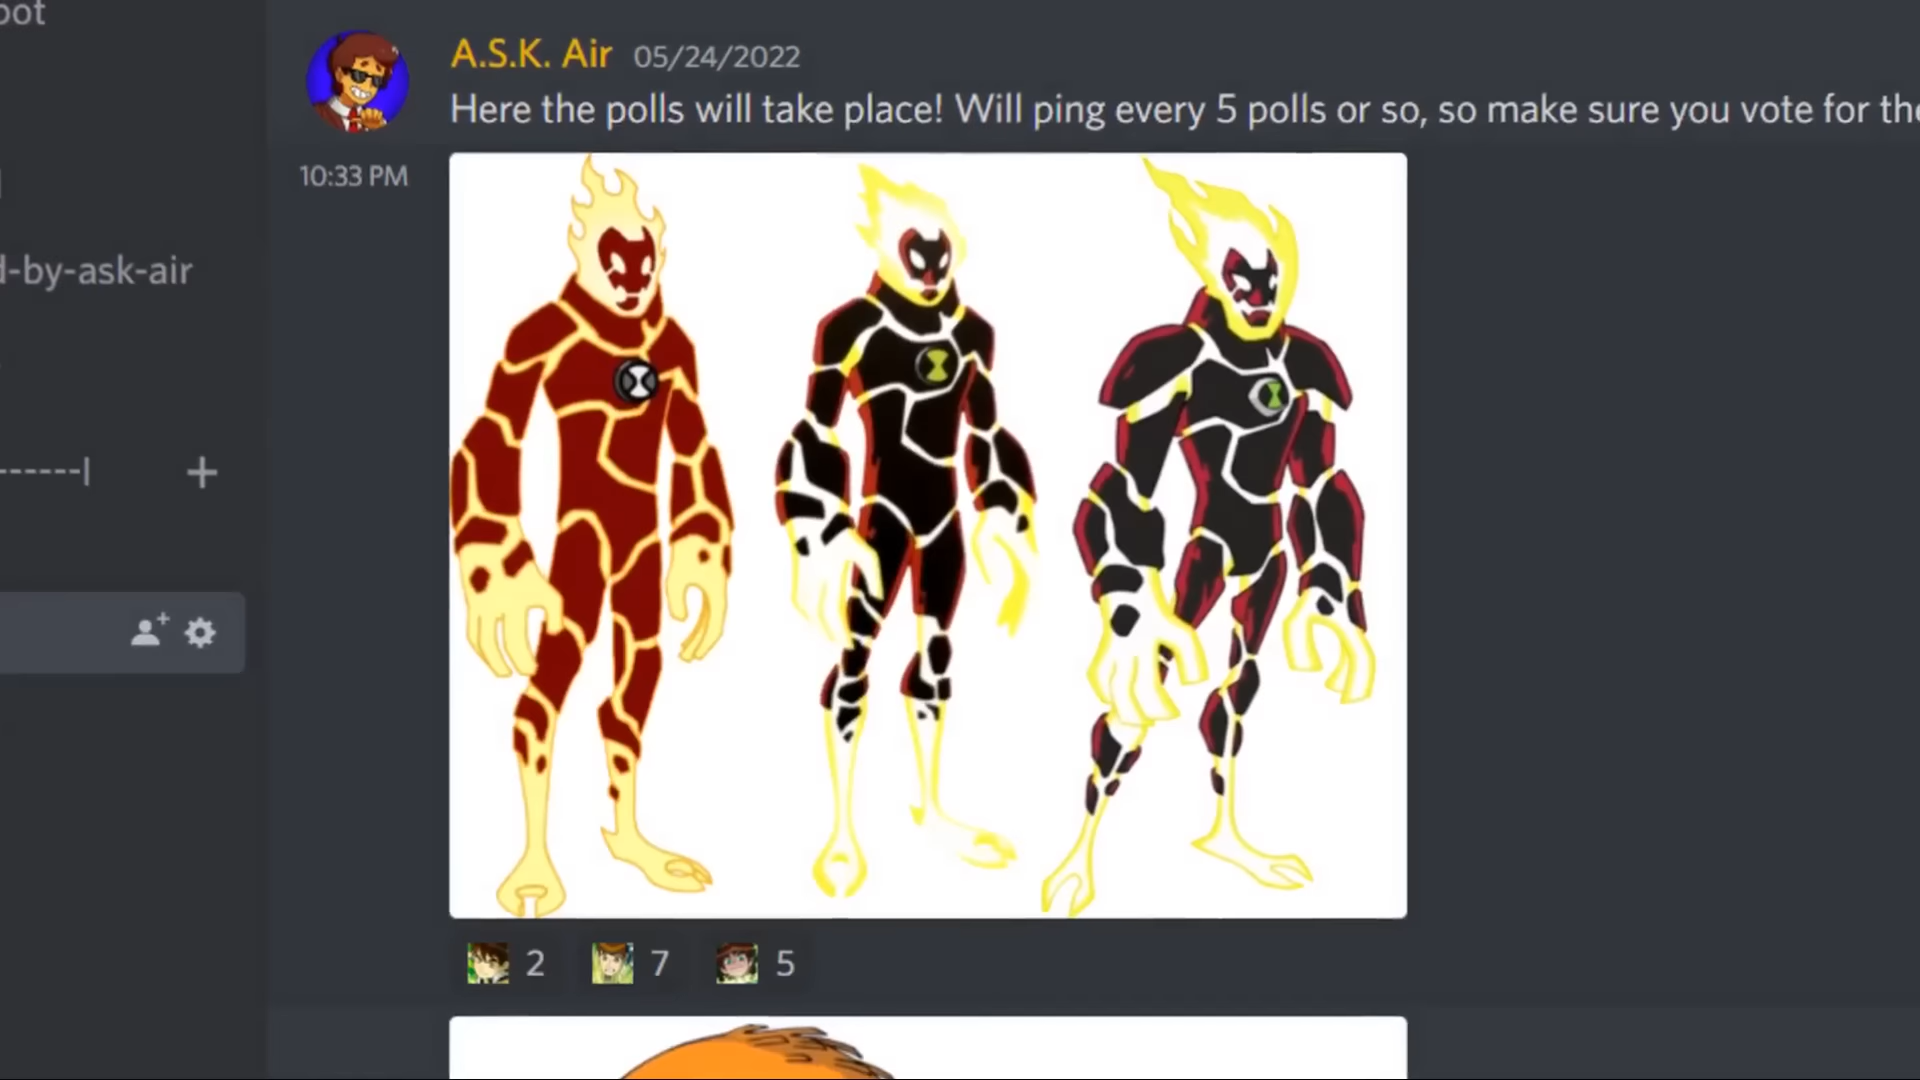 A.S.K. Air 05/24/2022
Here the polls will take place! Will ping every 5 polls or so, so make sure you vote for the
10:33 PM
d-by-ask-air
------|
2 7 5